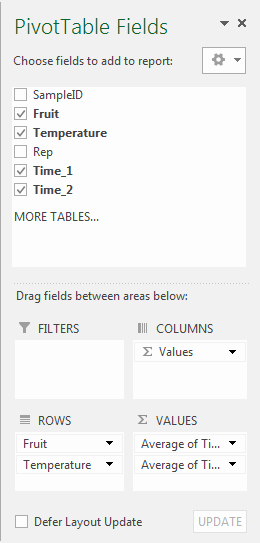 PivotTable Fields
Choose fields to add to report:
SampleID
Fruit
Temperature
Rep
Time_1
Time_2
MORE TABLES...
Drag fields between areas below:
FILTERS
COLUMNS
Σ Values
ROWS
Σ VALUES
Fruit
Average of Ti...
Temperature
Average of Ti...
Defer Layout Update
UPDATE